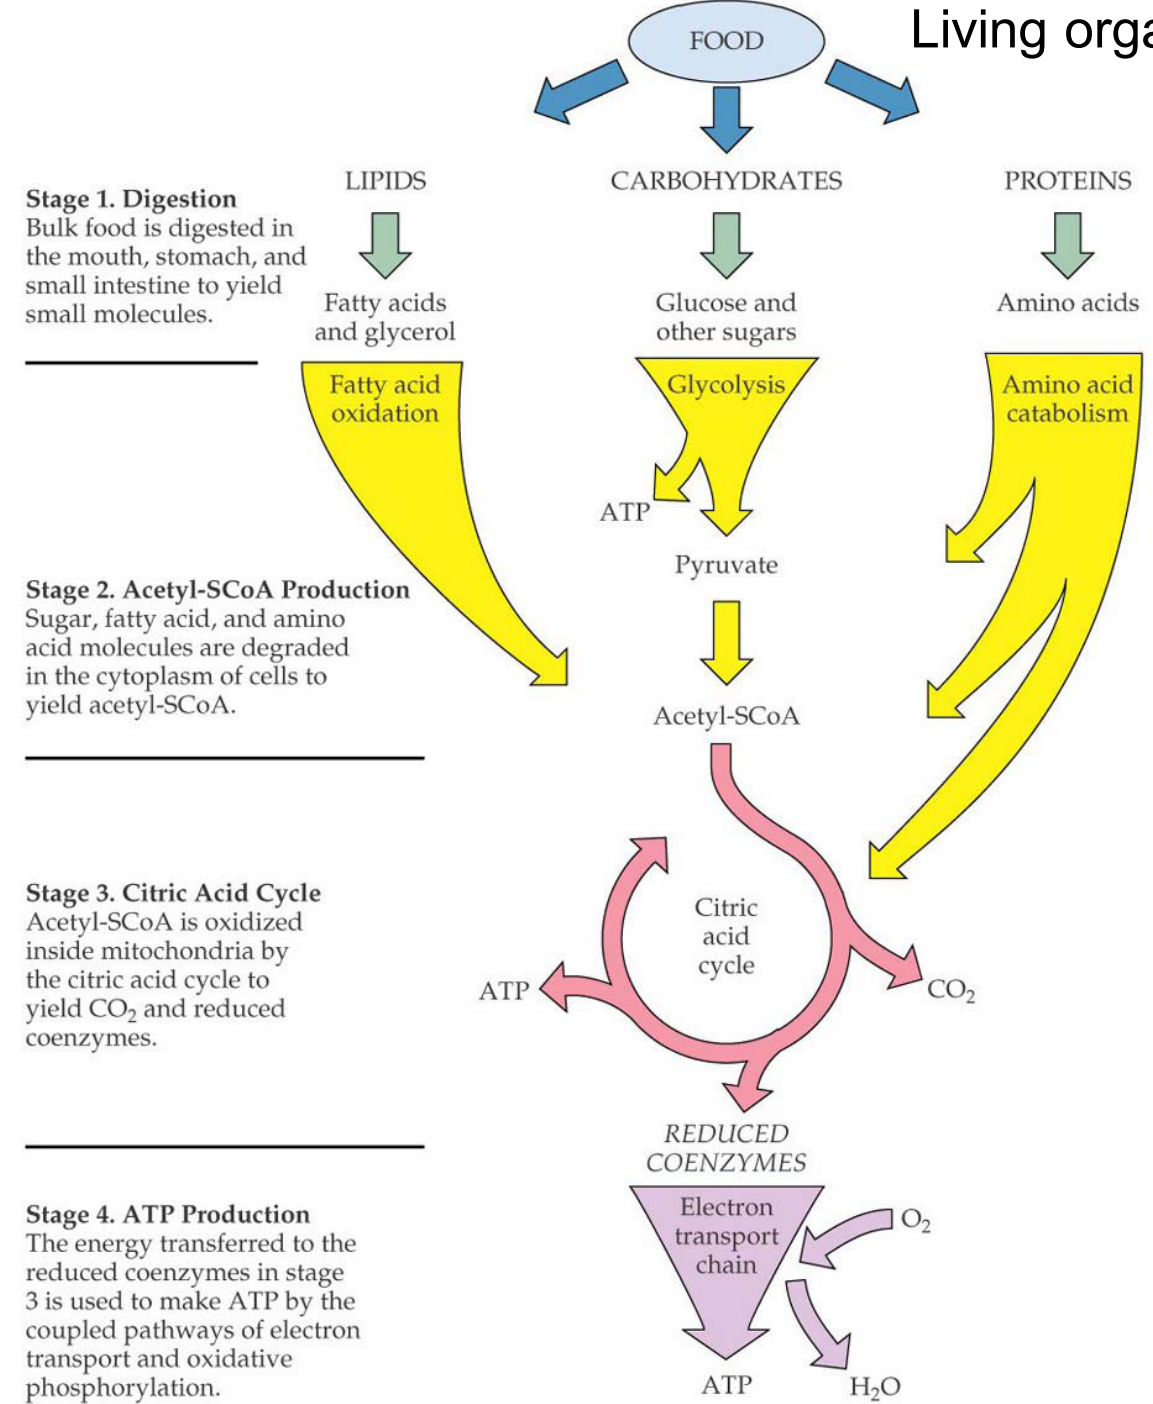 Living orga
FOOD
LIPIDS
CARBOHYDRATES
PROTEINS
Stage 1. Digestion
Bulk food is digested in
the mouth, stomach, and
small intestine to yield
small molecules.
Fatty acids
and glycerol
Glucose and
other sugars
Amino acids
Fatty acid
oxidation
Glycolysis
Amino acid
catabolism
ATP
Pyruvate
Stage 2. Acetyl-SCoA Production
Sugar, fatty acid, and amino
acid molecules are degraded
in the cytoplasm of cells to
yield acetyl-SCoA.
Acetyl-SCoA
Stage 3. Citric Acid Cycle
Acetyl-SCoA is oxidized
inside mitochondria by
the citric acid cycle to
yield CO₂ and reduced
coenzymes.
Citric
acid
cycle
ATP
CO₂
REDUCED
COENZYMES
Stage 4. ATP Production
The energy transferred to the
reduced coenzymes in stage
3 is used to make ATP by the
coupled pathways of electron
transport and oxidative
phosphorylation.
Electron
transport
chain
O₂
ATP
H₂O